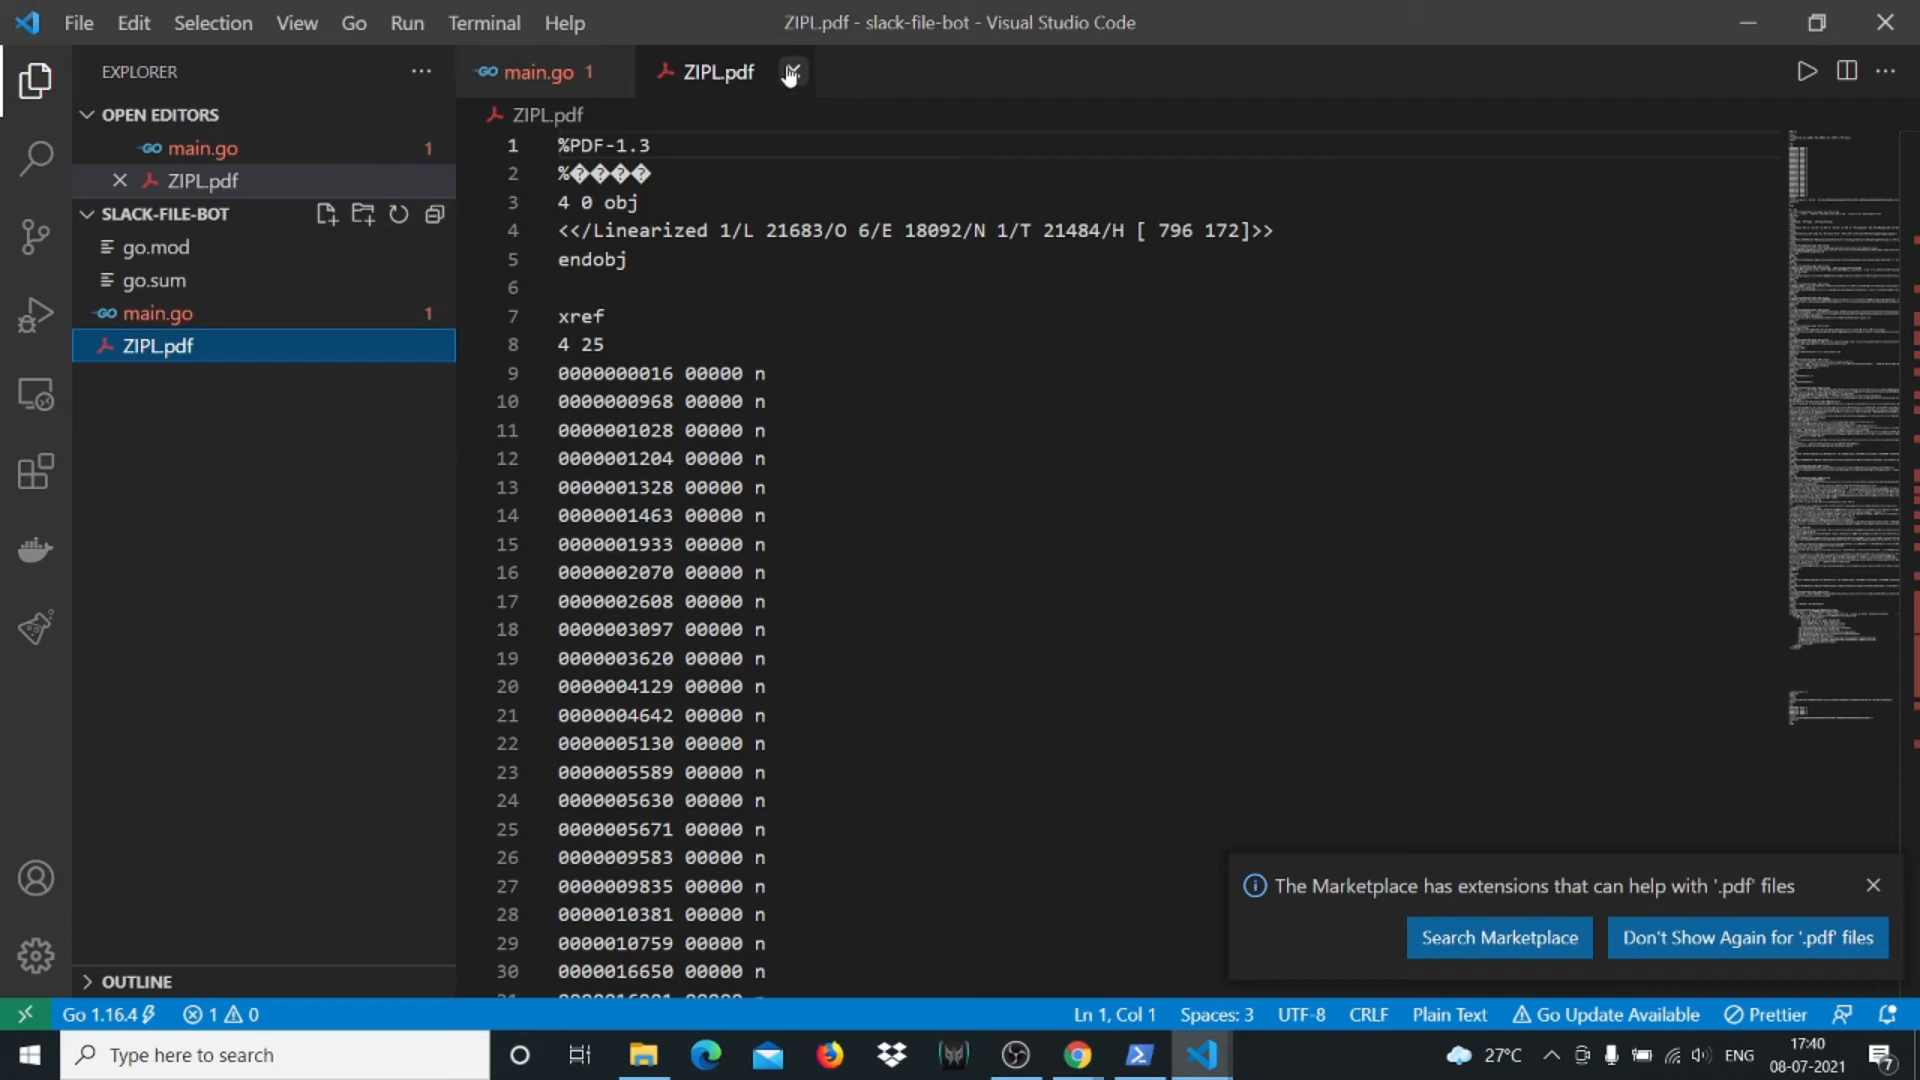 File Edit Selection View Go Run Terminal Help
ZIPL.pdf - slack-file-bot - Visual Studio Code
EXPLORER
OPEN EDITORS
main.go 1
ZIPL.pdf
SLACK-FILE-BOT
go.mod
go.sum
main.go 1
ZIPL.pdf
OUTLINE
main.go 1
ZIPL.pdf
ZIPL.pdf
1 %PDF-1.3
2 %����
3 4 0 obj
4 <</Linearized 1/L 21683/O 6/E 18092/N 1/T 21484/H [ 796 172]>>
5 endobj
6
7 xref
8 4 25
9 0000000016 00000 n
10 0000000968 00000 n
11 0000001028 00000 n
12 0000001204 00000 n
13 0000001328 00000 n
14 0000001463 00000 n
15 0000001933 00000 n
16 0000002070 00000 n
17 0000002608 00000 n
18 0000003097 00000 n
19 0000003620 00000 n
20 0000004129 00000 n
21 0000004642 00000 n
22 0000005130 00000 n
23 0000005589 00000 n
24 0000005630 00000 n
25 0000005671 00000 n
26 0000009583 00000 n
27 0000009835 00000 n
28 0000010381 00000 n
29 0000010759 00000 n
30 0000016650 00000 n
The Marketplace has extensions that can help with '.pdf' files
Search Marketplace
Don't Show Again for '.pdf' files
Go 1.16.4 1 0
Ln 1, Col 1 Spaces: 3 UTF-8 CRLF Plain Text Go Update Available Prettier
Type here to search
27°C ENG
17:40
08-07-2021
7